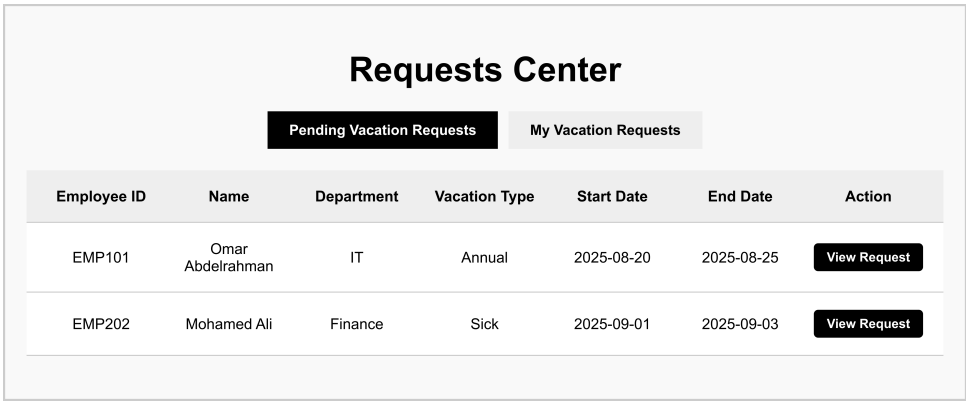 Requests Center
Pending Vacation Requests My Vacation Requests
Employee ID Name Department Vacation Type Start Date End Date Action
EMP101 Omar Abdelrahman IT Annual 2025-08-20 2025-08-25 View Request
EMP202 Mohamed Ali Finance Sick 2025-09-01 2025-09-03 View Request